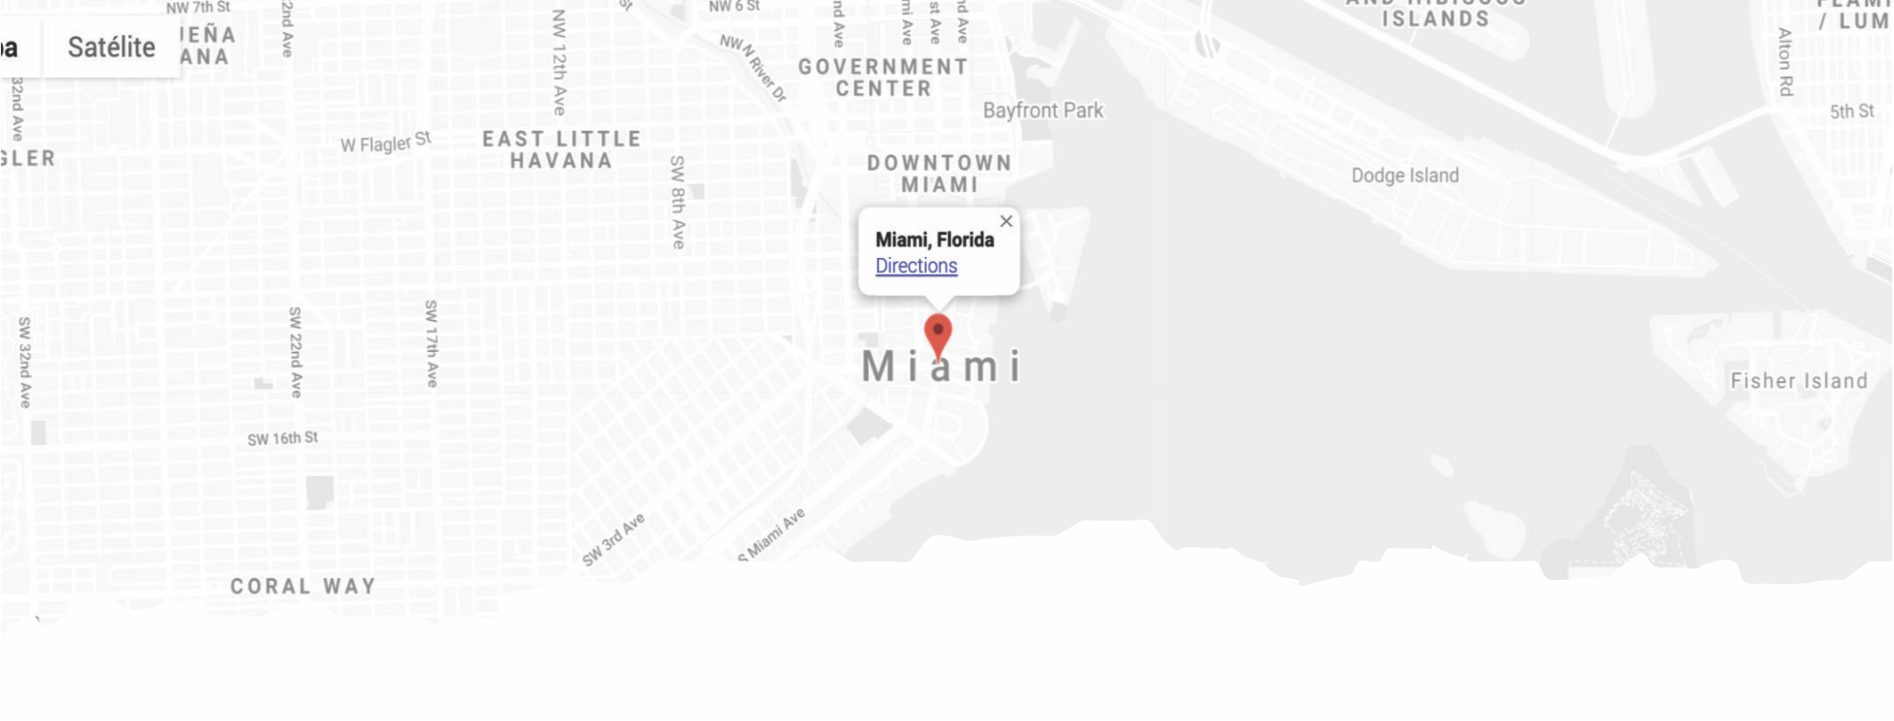 NW 7th St
NW 6 St
AND HIBISCUS
ISLANDS
/ LUM
Satélite
ANA
2nd Ave
NW 12th Ave
NW N River Dr
GOVERNMENT
CENTER
Alton Rd
Bayfront Park
5th St
32nd Ave
W Flagler St
EAST LITTLE
HAVANA
GLER
SW 8th Ave
DOWNTOWN
MIAMI
Dodge Island
Miami, Florida
Directions
SW 32nd Ave
SW 22nd Ave
SW 17th Ave
Miami
Fisher Island
SW 16th St
SW 3rd Ave
S Miami Ave
CORAL WAY